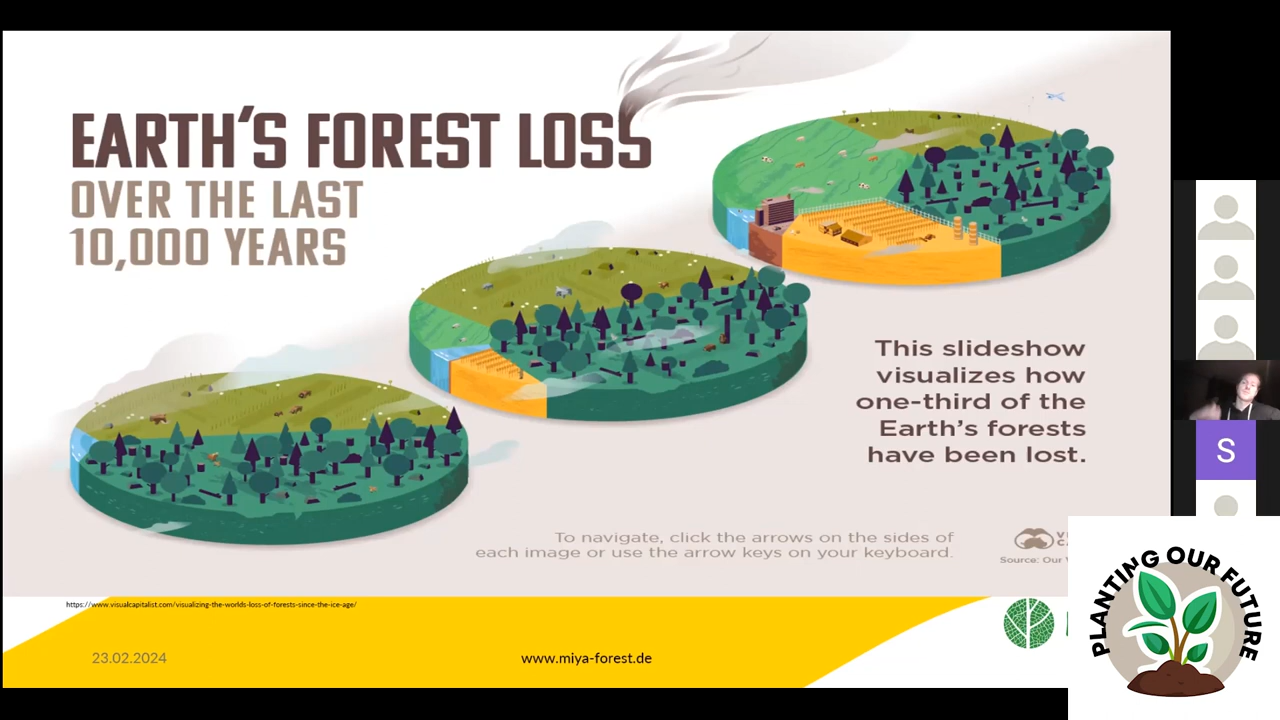 EARTH'S FOREST LOSS
OVER THE LAST
10,000 YEARS
This slideshow
visualizes how
one-third of the
Earth's forests
have been lost.
To navigate, click the arrows on the sides of
each image or use the arrow keys on your keyboard.
Source: Our
https://www.visualcapitalist.com/visualizing-the-worlds-loss-of-forests-since-the-ice-age/
23.02.2024
www.miya-forest.de
S
PLANTING OUR FUTURE